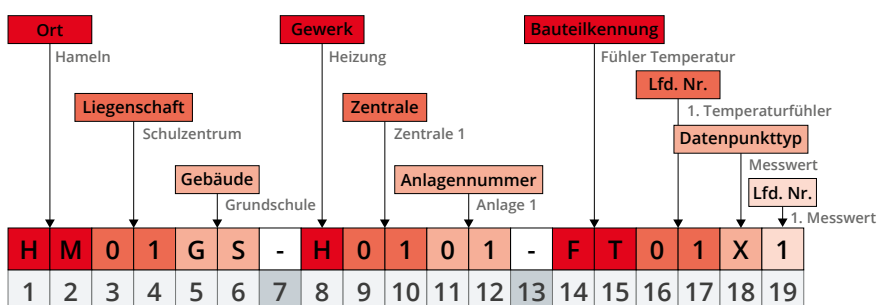 Ort Gewerk Bauteilkennung
Hameln Heizung Fühler Temperatur
Lfd. Nr.
Liegenschaft Zentrale
1. Temperaturfühler
Schulzentrum Zentrale 1
Datenpunkttyp
Messwert
Gebäude Anlagennummer
Lfd. Nr.
Grundschule Anlage 1
1. Messwert
H M 0 1 G S - H 0 1 0 1 - F T 0 1 X 1
1 2 3 4 5 6 7 8 9 10 11 12 13 14 15 16 17 18 19